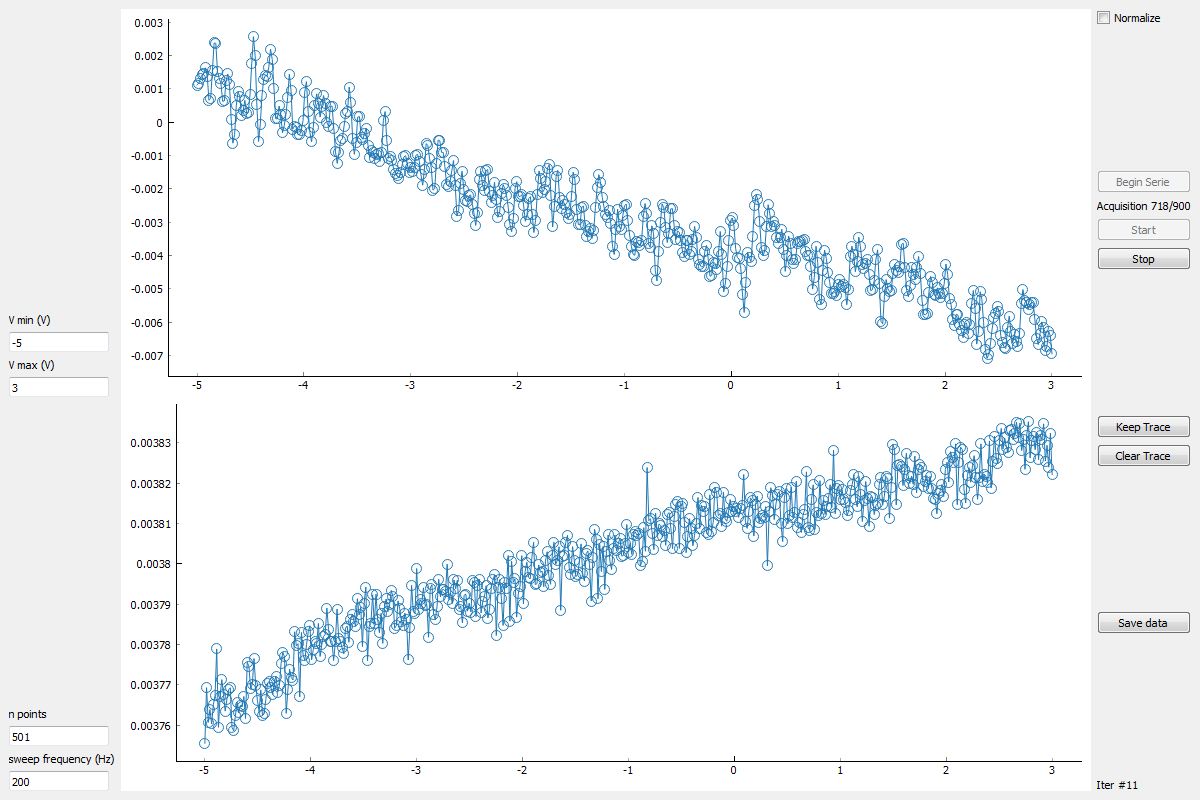 V min (V)
-5
V max (V)
3
n points
501
sweep frequency (Hz)
200
0.003
0.002
0.001
0
-0.001
-0.002
-0.003
-0.004
-0.005
-0.006
-0.007
-5 -4 -3 -2 -1 0 1 2 3
0.00383
0.00382
0.00381
0.0038
0.00379
0.00378
0.00377
0.00376
-5 -4 -3 -2 -1 0 1 2 3
Normalize
Begin Serie
Acquisition 718/900
Start
Stop
Keep Trace
Clear Trace
Save data
Iter #11